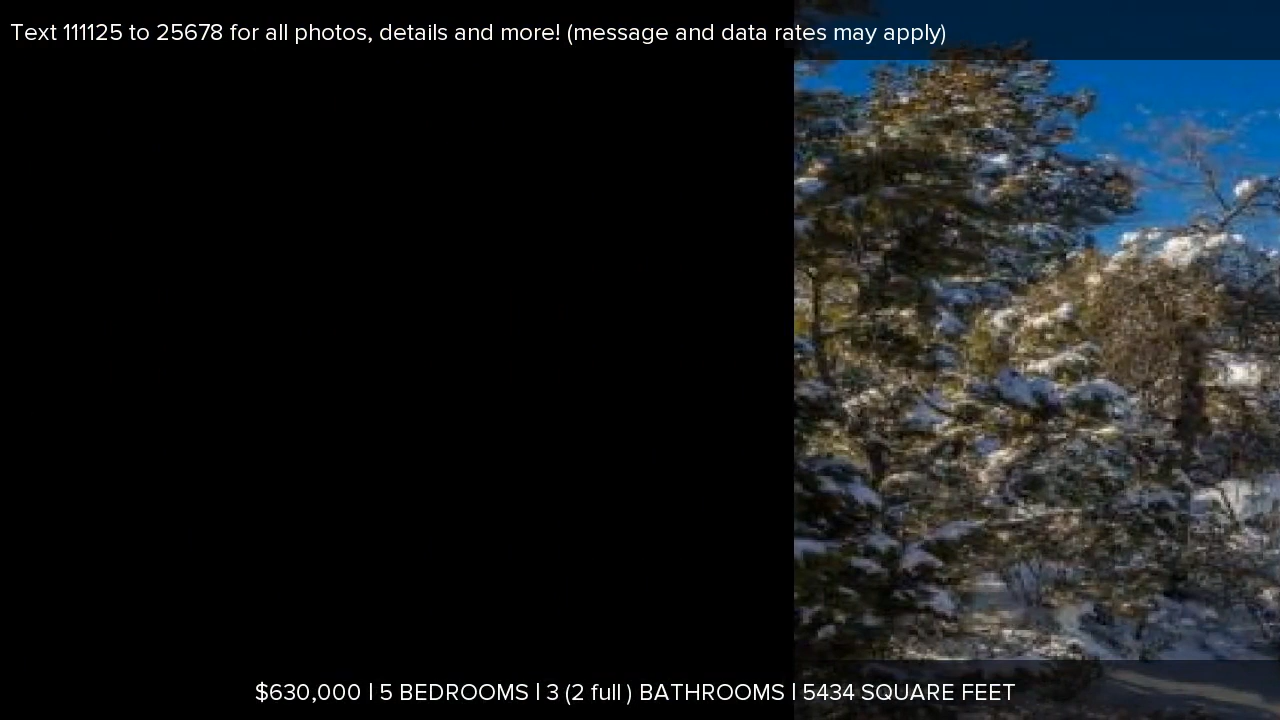 Text 111125 to 25678 for all photos, details and more! (message and data rates may apply)
$630,000 | 5 BEDROOMS | 3 (2 full ) BATHROOMS | 5434 SQUARE FEET